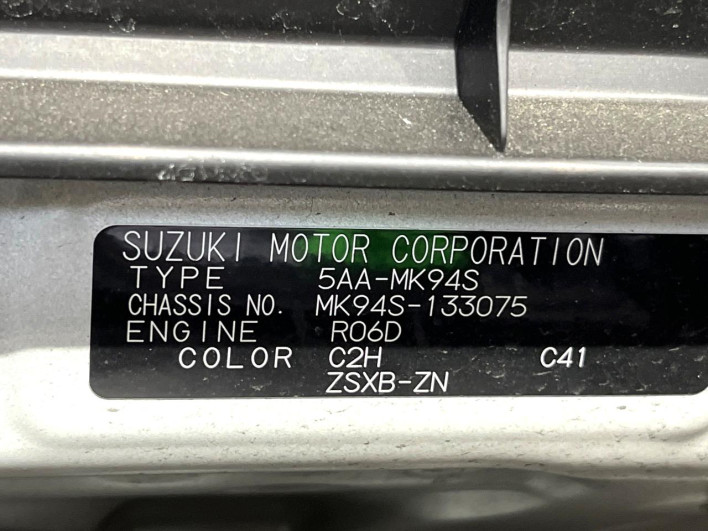 SUZUKI MOTOR CORPORATION
TYPE 5AA-MK94S
CHASSIS NO. MK94S-133075
ENGINE R06D
COLOR C2H C41
ZSXB-ZN